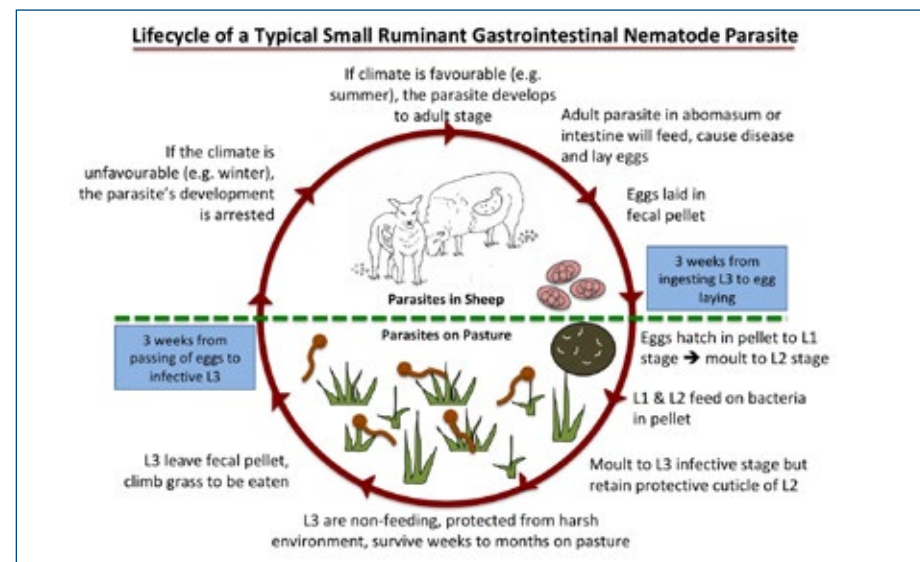 Lifecycle of a Typical Small Ruminant Gastrointestinal Nematode Parasite
If climate is favourable (e.g.
summer), the parasite develops
to adult stage
Adult parasite in abomasum or
intestine will feed, cause disease
and lay eggs
Eggs laid in
fecal pellet
3 weeks from
ingesting L3 to egg
laying
Eggs hatch in pellet to L1
stage → moult to L2 stage
L1 & L2 feed on bacteria
in pellet
Moult to L3 infective stage but
retain protective cuticle of L2
L3 are non-feeding, protected from harsh
environment, survive weeks to months on pasture
L3 leave fecal pellet,
climb grass to be eaten
3 weeks from
passing of eggs to
infective L3
If the climate is
unfavourable (e.g. winter),
the parasite's development
is arrested
Parasites in Sheep
Parasites on Pasture